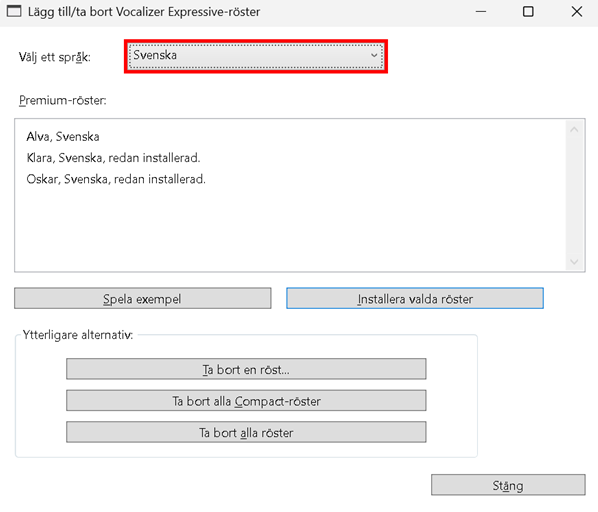 Lägg till/ta bort Vocalizer Expressive-röster
Välj ett språk: Svenska
Premium-röster:
Alva, Svenska
Klara, Svenska, redan installerad.
Oskar, Svenska, redan installerad.
Spela exempel Installera valda röster
Ytterligare alternativ:
Ta bort en röst...
Ta bort alla Compact-röster
Ta bort alla röster
Stäng